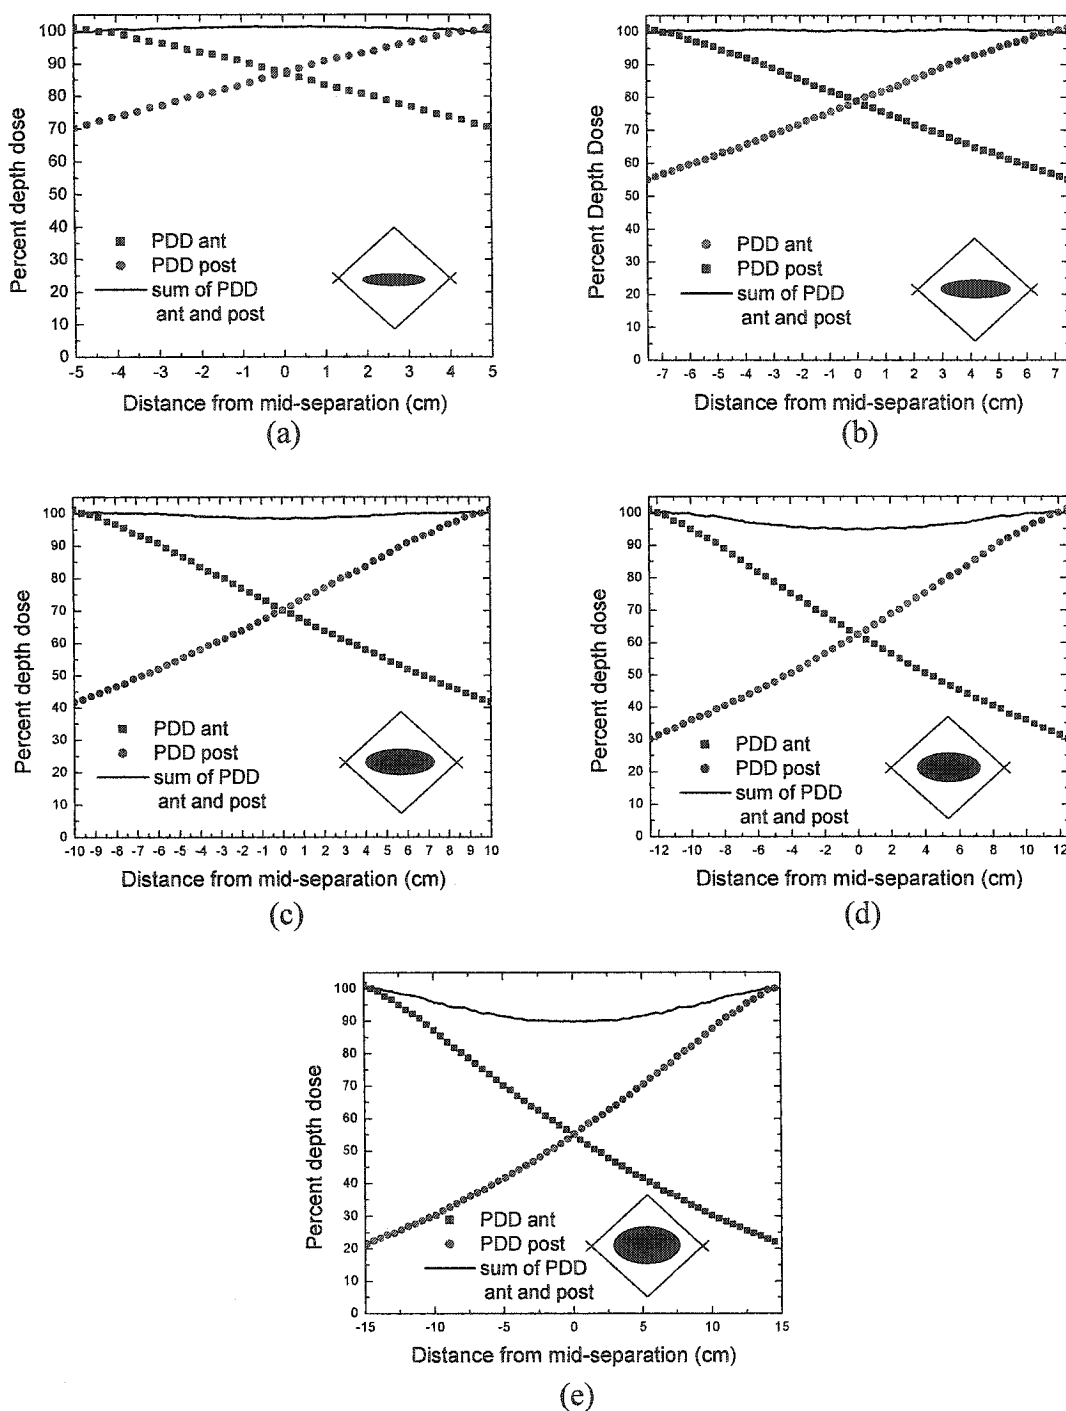 100
90
80
70
60
50
40
30
20
10
0
Percent depth dose
PDD ant
PDD post
sum of PDD
ant and post
-5 -4 -3 -2 -1 0 1 2 3 4 5
Distance from mid-separation (cm)
(a)
100
90
80
70
60
50
40
30
20
10
0
Percent Depth Dose
PDD ant
PDD post
sum of PDD
ant and post
-7 -6 -5 -4 -3 -2 -1 0 1 2 3 4 5 6 7
Distance from mid-separation (cm)
(b)
100
90
80
70
60
50
40
30
20
10
0
Percent depth dose
PDD ant
PDD post
sum of PDD
ant and post
-10 -9 -8 -7 -6 -5 -4 -3 -2 -1 0 1 2 3 4 5 6 7 8 9 10
Distance from mid-separation (cm)
(c)
100
90
80
70
60
50
40
30
20
10
0
Percent depth dose
PDD ant
PDD post
sum of PDD
ant and post
-12 -10 -8 -6 -4 -2 0 2 4 6 8 10 12
Distance from mid-separation (cm)
(d)
100
90
80
70
60
50
40
30
20
10
0
Percent depth dose
PDD ant
PDD post
sum of PDD
ant and post
-15 -10 -5 0 5 10 15
Distance from mid-separation (cm)
(e)